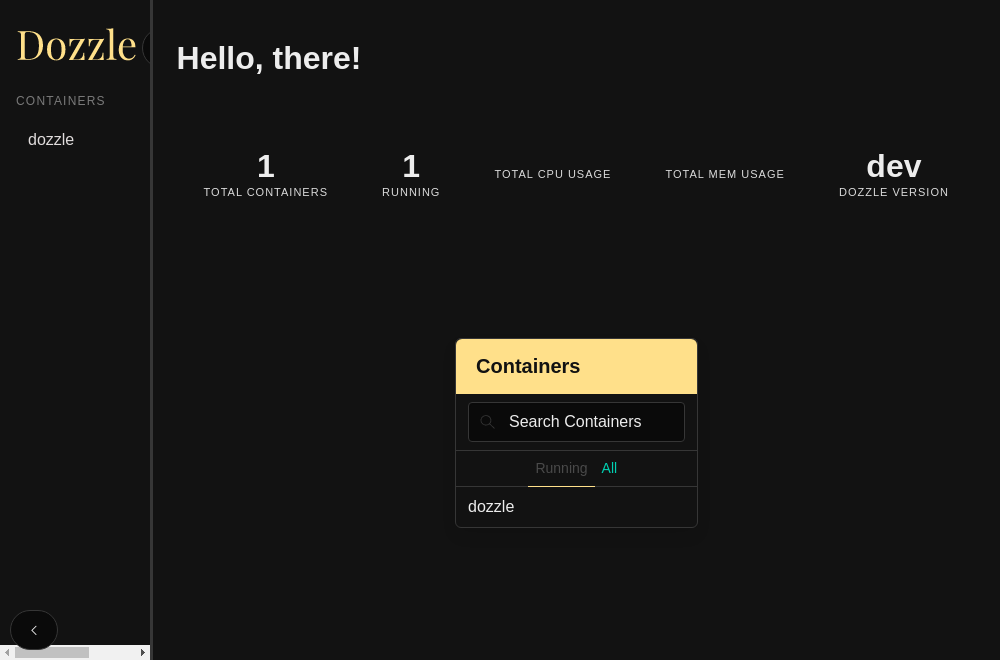 Dozzle
CONTAINERS
dozzle
Hello, there!
1
TOTAL CONTAINERS
1
RUNNING
TOTAL CPU USAGE
TOTAL MEM USAGE
dev
DOZZLE VERSION
Containers
Search Containers
Running All
dozzle